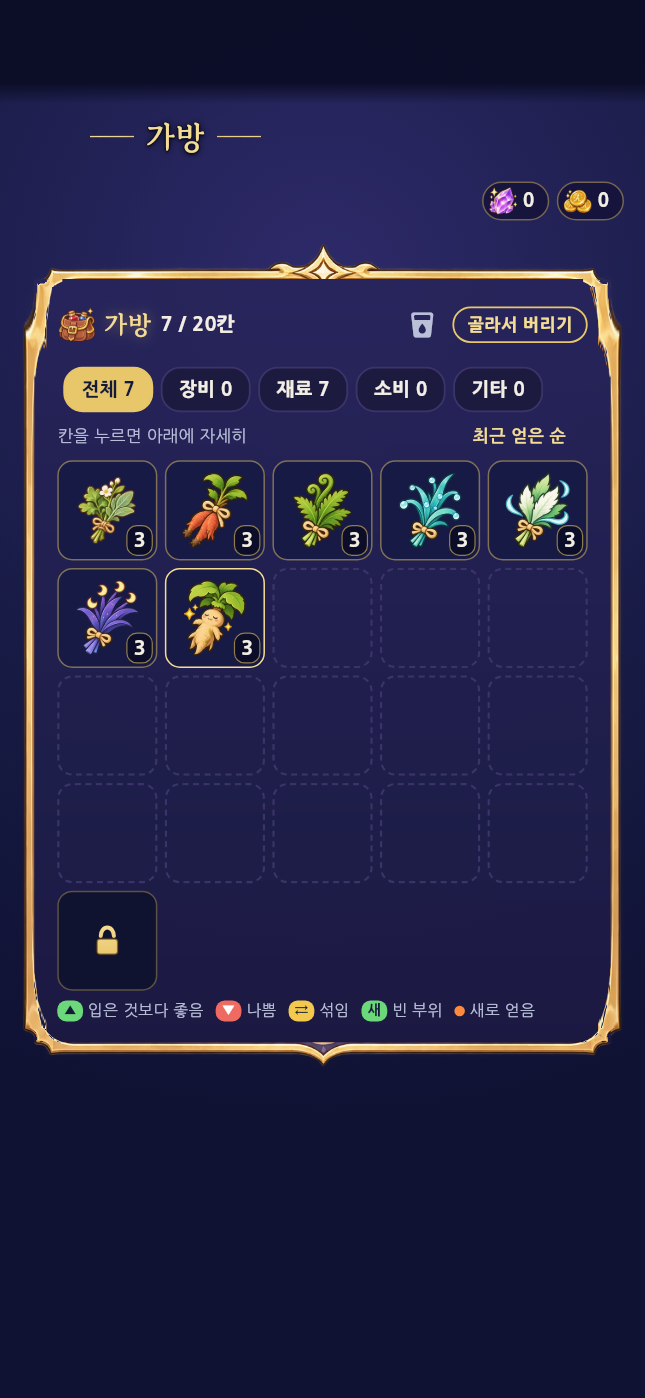 가방
0 0
가방 7 / 20칸 골라서 버리기
전체 7 장비 0 재료 7 소비 0 기타 0
칸을 누르면 아래에 자세히 최근 얻은 순
3 3 3 3 3
3 3
▲ 입은 것보다 좋음 ▼ 나쁨 ⇄ 섞임 새 빈 부위 새로 얻음